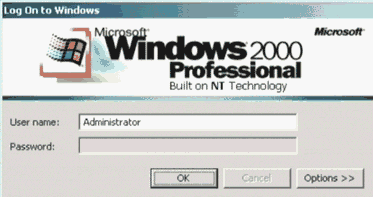 Log On to Windows
Microsoft
Microsoft
Windows 2000
Professional
Built on NT Technology
User name: Administrator
Password:
OK Cancel Options >>